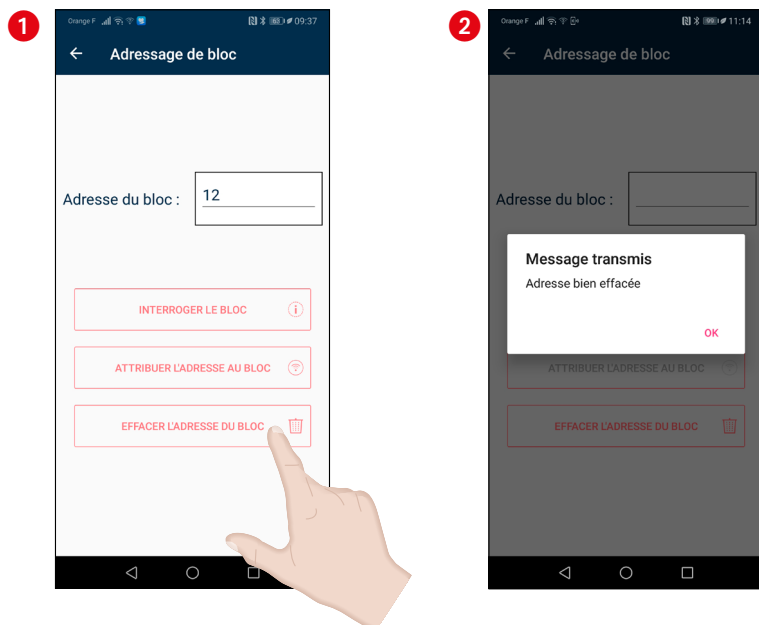 1
Orange F 63 09:37
Adressage de bloc
Adresse du bloc : 12
INTERROGER LE BLOC
ATTRIBUER L'ADRESSE AU BLOC
EFFACER L'ADRESSE DU BLOC
2
Orange F 99 11:14
Adressage de bloc
Adresse du bloc :
Message transmis
Adresse bien effacée
OK
ATTRIBUER L'ADRESSE AU BLOC
EFFACER L'ADRESSE DU BLOC